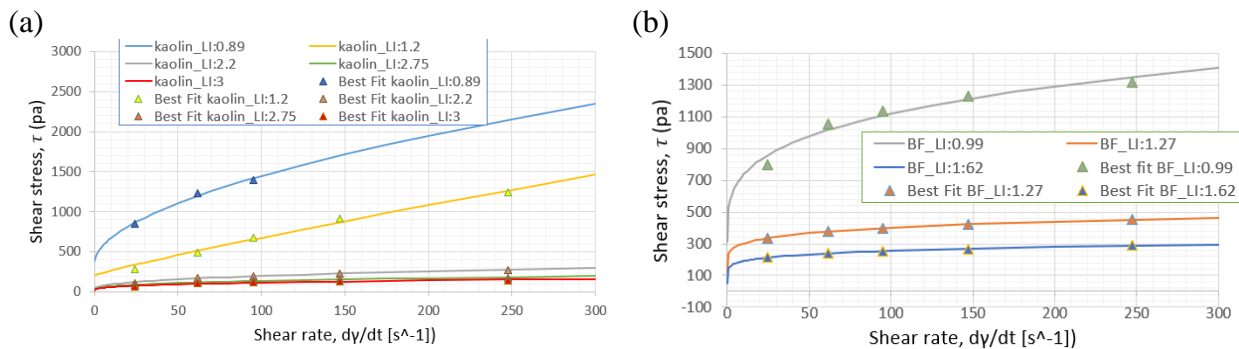 (a)
Shear stress, τ (pa)
3000
2500
2000
1500
1000
500
0
kaolin_LI:0.89
kaolin_LI:1.2
kaolin_LI:2.2
kaolin_LI:2.75
kaolin_LI:3
Best Fit kaolin_LI:0.89
Best Fit kaolin_LI:1.2
Best Fit kaolin_LI:2.2
Best Fit kaolin_LI:2.75
Best Fit kaolin_LI:3
0 50 100 150 200 250 300
Shear rate, dγ/dt [s^-1])
(b)
Shear stress, τ (pa)
1500
1300
1100
900
700
500
300
100
-100
BF_LI:0.99
BF_LI:1.27
BF_LI:1:62
Best fit BF_LI:0.99
Best Fit BF_LI:1.27
Best Fit BF_LI:1.62
0 50 100 150 200 250 300
Shear rate, dγ/dt [s^-1])